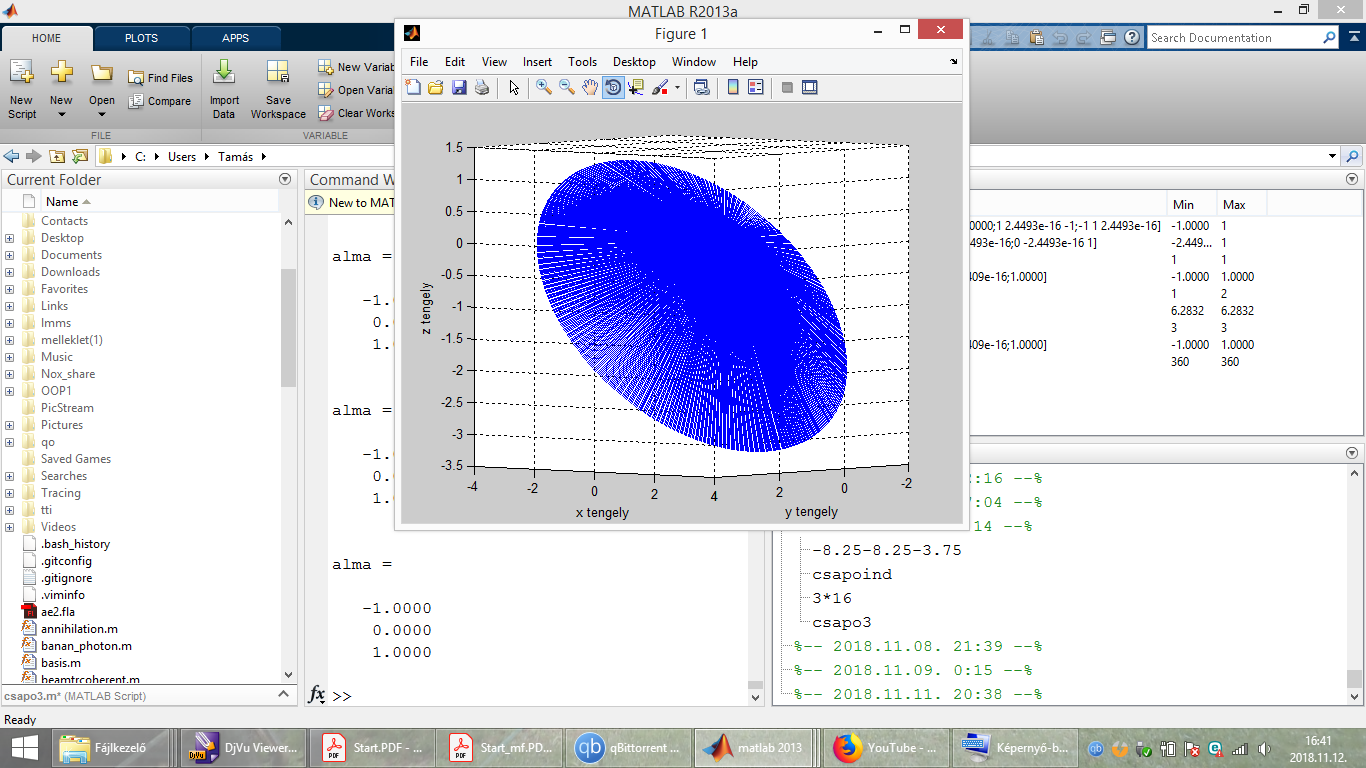 MATLAB R2013a
HOME PLOTS APPS
Search Documentation
New Script
New
Open
Find Files
Compare
Import Data
Save Workspace
New Variab
Open Varia
Clear Works
FILE
VARIABLE
C: Users Tamás
Current Folder
Name
Contacts
Desktop
Documents
Downloads
Favorites
Links
lmms
melleklet(1)
Music
Nox_share
OOP1
PicStream
Pictures
qo
Saved Games
Searches
Tracing
tti
Videos
.bash_history
.gitconfig
.gitignore
.viminfo
ae2.fla
annihilation.m
banan_photon.m
basis.m
beamtrcoherent.m
csapo3.m* (MATLAB Script)
Command W
New to MAT
alma =
-1.
0.
1.
alma =
-1.
0.
1.
alma =
-1.0000
0.0000
1.0000
fx >>
Figure 1
File Edit View Insert Tools Desktop Window Help
1.5
1
0.5
0
-0.5
-1
-1.5
-2
-2.5
-3
-3.5
z tengely
-4 -2 0 2 4
x tengely
2 0 -2
y tengely
Min Max
0000;1 2.4493e-16 -1;-1 1 2.4493e-16] -1.0000 1
493e-16;0 -2.4493e-16 1] -2.449... 1
1 1
409e-16;1.0000] -1.0000 1.0000
1 2
6.2832 6.2832
3 3
409e-16;1.0000] -1.0000 1.0000
360 360
2:16 --%
:04 --%
14 --%
-8.25-8.25-3.75
csapoind
3*16
csapo3
%-- 2018.11.08. 21:39 --%
%-- 2018.11.09. 0:15 --%
%-- 2018.11.11. 20:38 --%
Ready
Fájlkezelő
DjVu Viewer...
Start.PDF - ...
Start_mf.PD...
qBittorrent ...
matlab 2013
YouTube - ...
Képernyő-b...
16:41
2018.11.12.